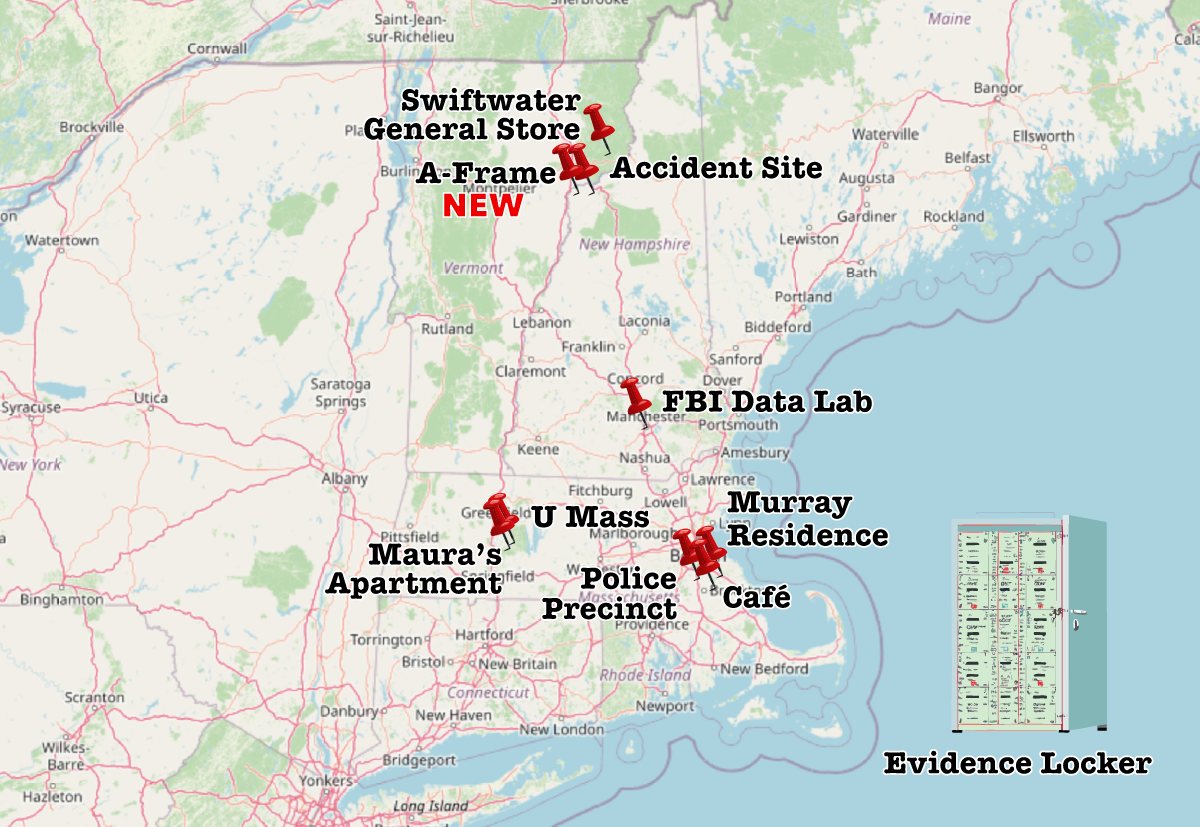 Sherbrooke
Saint-Jean-
sur-Richelieu
Maine
Cornwall
Bangor
Swiftwater
General Store
Brockville
Waterville
Ellsworth
Belfast
A-Frame
Accident Site
Montpelier
NEW
Augusta
Gardiner
Rockland
Watertown
New Hampshire
Lewiston
Vermont
Bath
Portland
Rutland
Lebanon
Laconia
Biddeford
Franklin
Sanford
Claremont
Concord
Dover
Saratoga
Springs
Utica
Syracuse
FBI Data Lab
Manchester
Portsmouth
Keene
Amesbury
Nashua
New York
Albany
Lawrence
Fitchburg
Lowell
Murray
Residence
U Mass
Lynn
Pittsfield
Marlborough
Maura's
Apartment
Police
Precinct
Café
Binghamton
Massachusetts
Providence
Torrington
Hartford
Bristol
New Britain
New Bedford
Rhode Island
Scranton
Connecticut
Danbury
New Haven
Newport
New London
Wilkes-
Barre
Bridgeport
Evidence Locker
Yonkers
Hazleton
Long Island